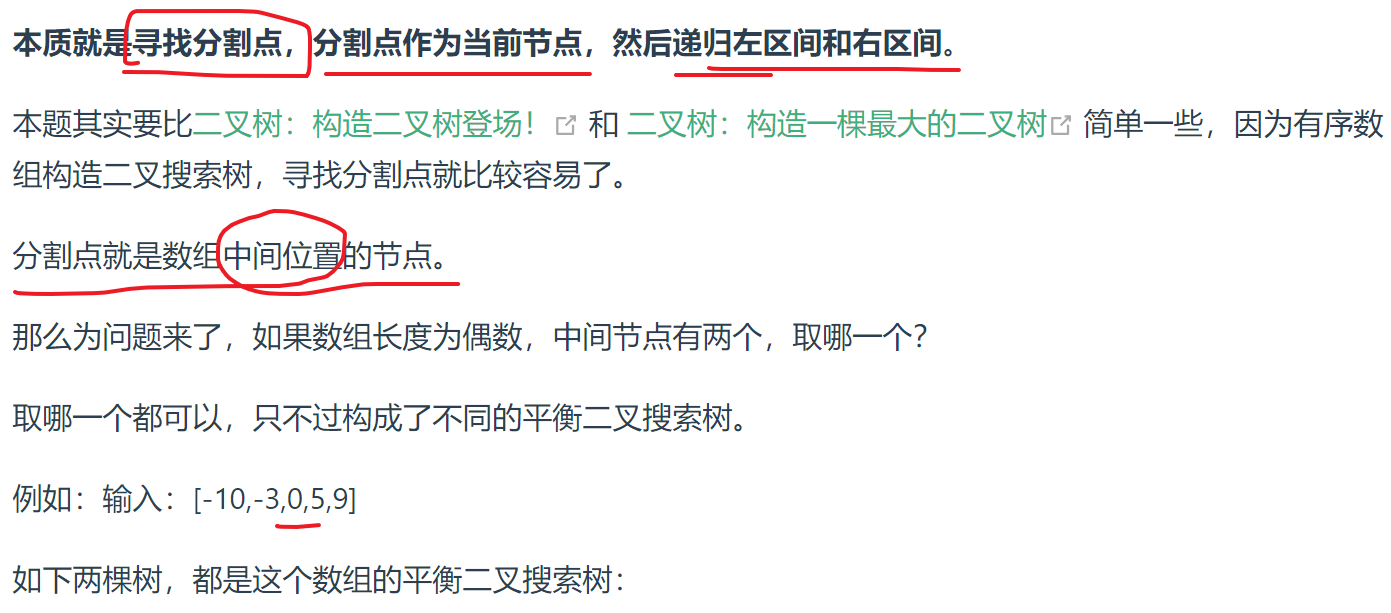 本质就是寻找分割点，分割点作为当前节点，然后递归左区间和右区间。
本题其实要比二叉树：构造二叉树登场！ 和 二叉树：构造一棵最大的二叉树 简单一些，因为有序数
组构造二叉搜索树，寻找分割点就比较容易了。
分割点就是数组中间位置的节点。
那么为问题来了，如果数组长度为偶数，中间节点有两个，取哪一个？
取哪一个都可以，只不过构成了不同的平衡二叉搜索树。
例如：输入：[-10,-3,0,5,9]
如下两棵树，都是这个数组的平衡二叉搜索树：